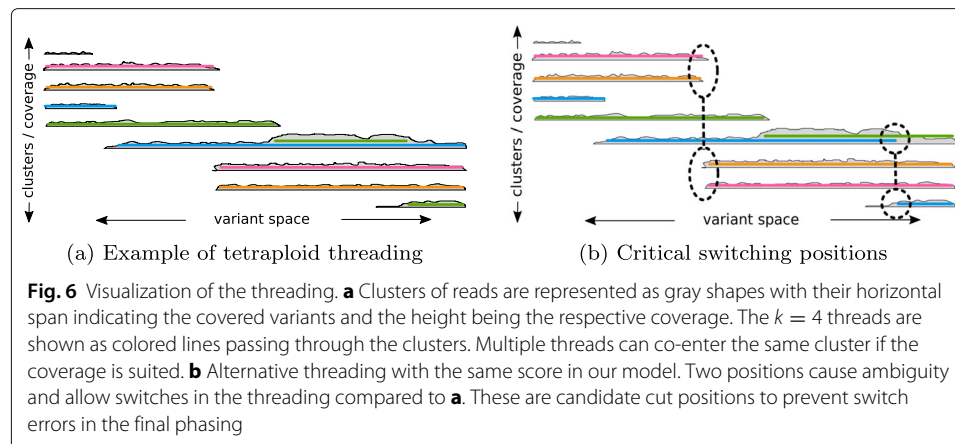 clusters / coverage
variant space
(a) Example of tetraploid threading
clusters / coverage
variant space
(b) Critical switching positions
Fig. 6 Visualization of the threading. a Clusters of reads are represented as gray shapes with their horizontal
span indicating the covered variants and the height being the respective coverage. The k = 4 threads are
shown as colored lines passing through the clusters. Multiple threads can co-enter the same cluster if the
coverage is suited. b Alternative threading with the same score in our model. Two positions cause ambiguity
and allow switches in the threading compared to a. These are candidate cut positions to prevent switch
errors in the final phasing